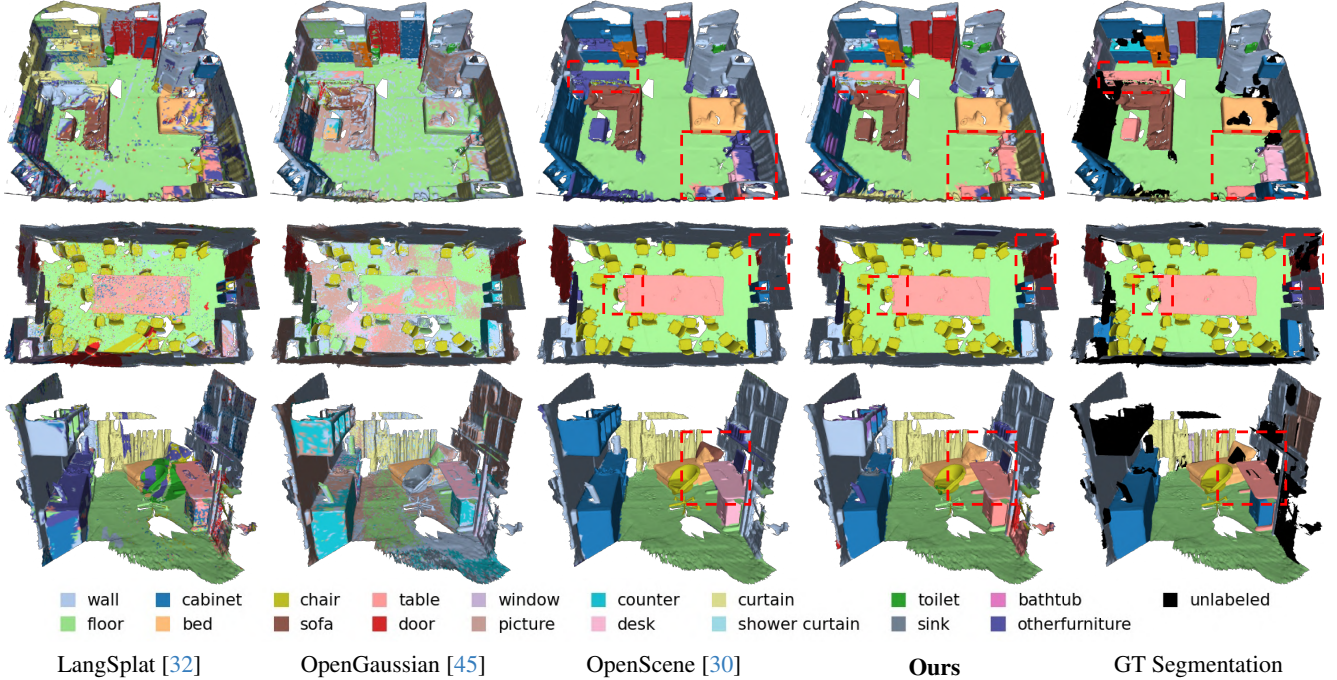 wall cabinet chair table window counter curtain toilet bathtub unlabeled
floor bed sofa door picture desk shower curtain sink otherfurniture
LangSplat [32] OpenGaussian [45] OpenScene [30] Ours GT Segmentation